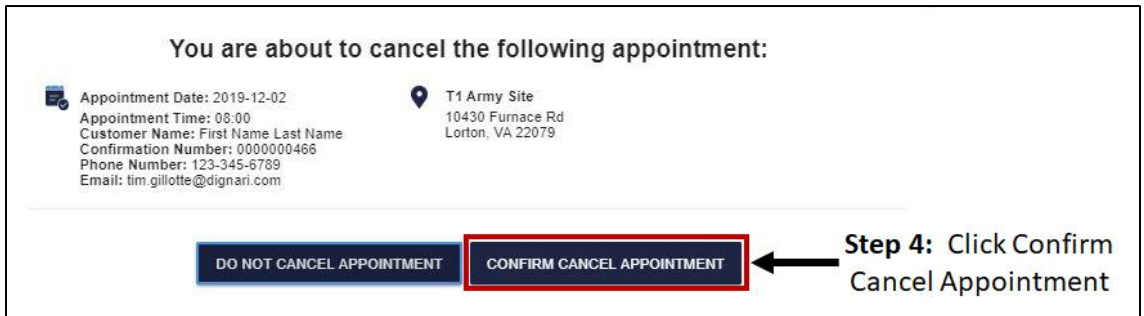 You are about to cancel the following appointment:
Appointment Date: 2019-12-02
Appointment Time: 08:00
Customer Name: First Name Last Name
Confirmation Number: 0000000466
Phone Number: 123-345-6789
Email: tim.gillotte@dignari.com
T1 Army Site
10430 Furnace Rd
Lorton, VA 22079
DO NOT CANCEL APPOINTMENT
CONFIRM CANCEL APPOINTMENT
Step 4: Click Confirm
Cancel Appointment